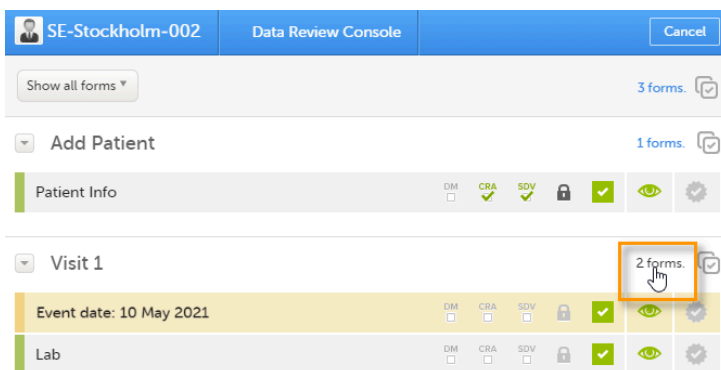 SE-Stockholm-002 Data Review Console Cancel
Show all forms 3 forms.
Add Patient 1 forms.
Patient Info DM CRA SDV
Visit 1 2 forms.
Event date: 10 May 2021 DM CRA SDV
Lab DM CRA SDV